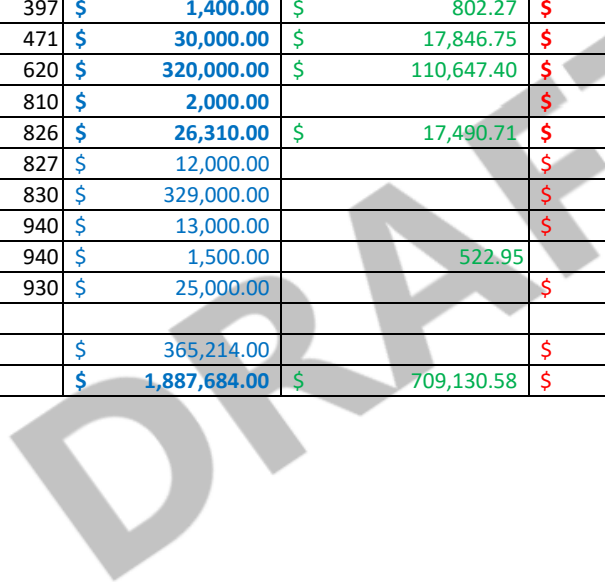 397 $ 1,400.00 $ 802.27 $
471 $ 30,000.00 $ 17,846.75 $
620 $ 320,000.00 $ 110,647.40 $
810 $ 2,000.00 $
826 $ 26,310.00 $ 17,490.71 $
827 $ 12,000.00 $
830 $ 329,000.00 $
940 $ 13,000.00 $
940 $ 1,500.00 522.95
930 $ 25,000.00 $
$ 365,214.00 $
$ 1,887,684.00 $ 709,130.58 $
DRAF